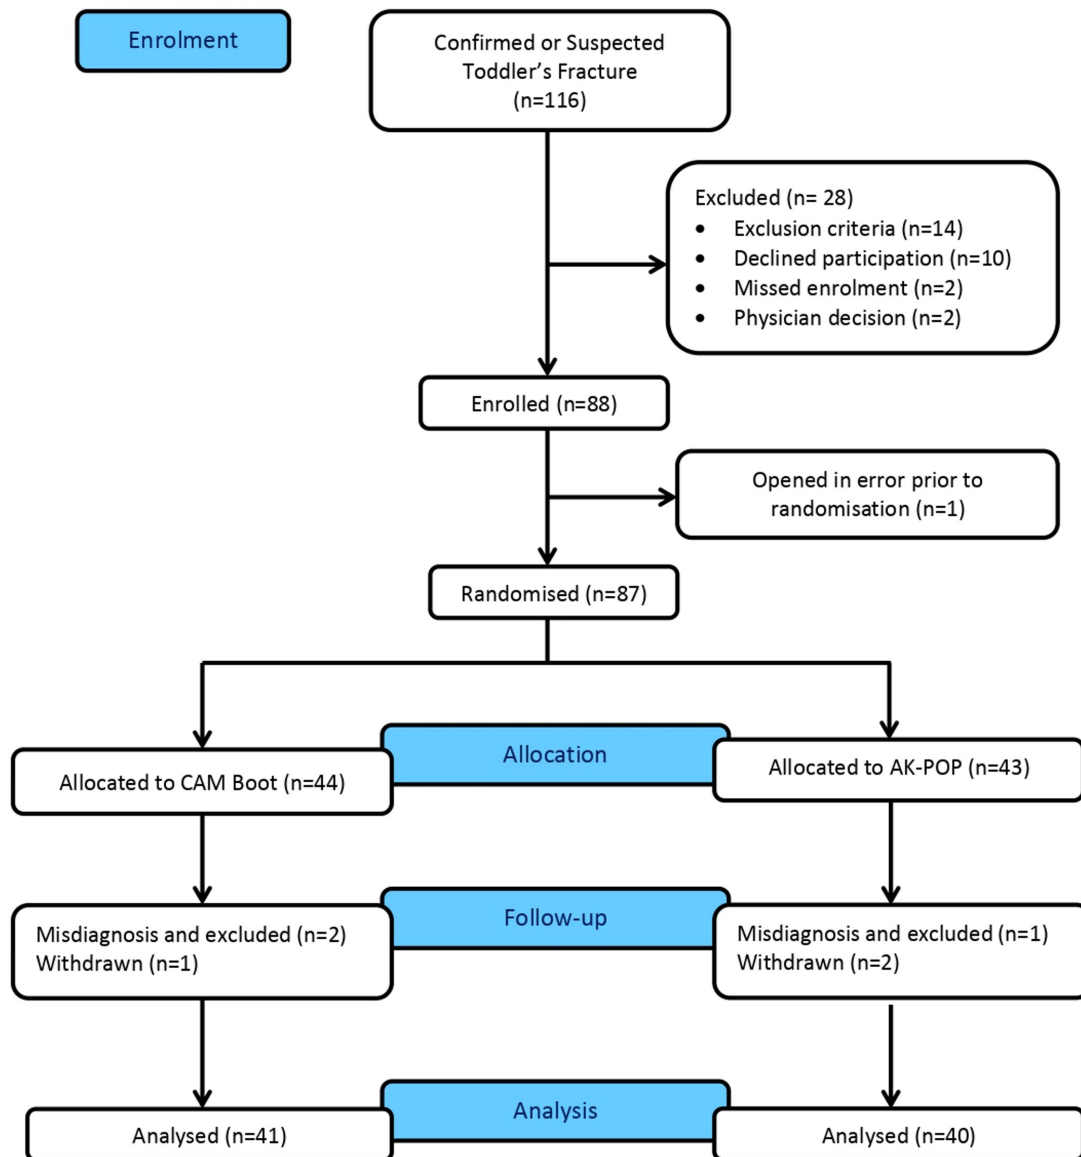 Enrolment
Confirmed or Suspected
Toddler’s Fracture
(n=116)
Excluded (n= 28)
• Exclusion criteria (n=14)
• Declined participation (n=10)
• Missed enrolment (n=2)
• Physician decision (n=2)
Enrolled (n=88)
Opened in error prior to
randomisation (n=1)
Randomised (n=87)
Allocation
Allocated to CAM Boot (n=44)
Allocated to AK-POP (n=43)
Follow-up
Misdiagnosis and excluded (n=2)
Withdrawn (n=1)
Misdiagnosis and excluded (n=1)
Withdrawn (n=2)
Analysis
Analysed (n=41)
Analysed (n=40)